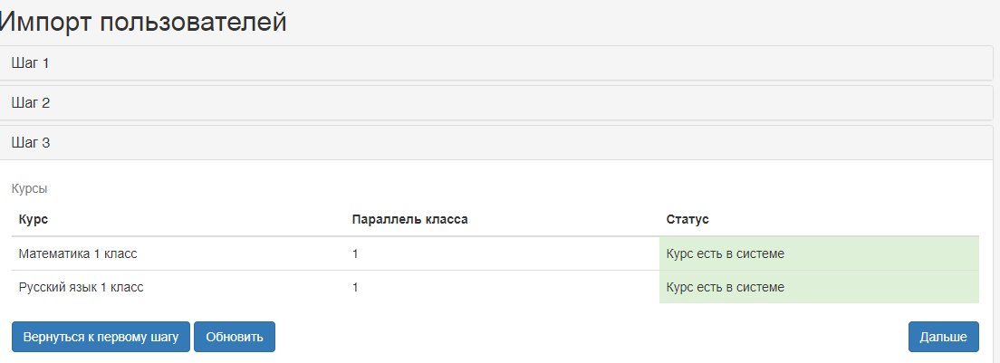 Импорт пользователей
Шаг 1
Шаг 2
Шаг 3
Курсы
Курс Параллель класса Статус
Математика 1 класс 1 Курс есть в системе
Русский язык 1 класс 1 Курс есть в системе
Вернуться к первому шагу Обновить Дальше